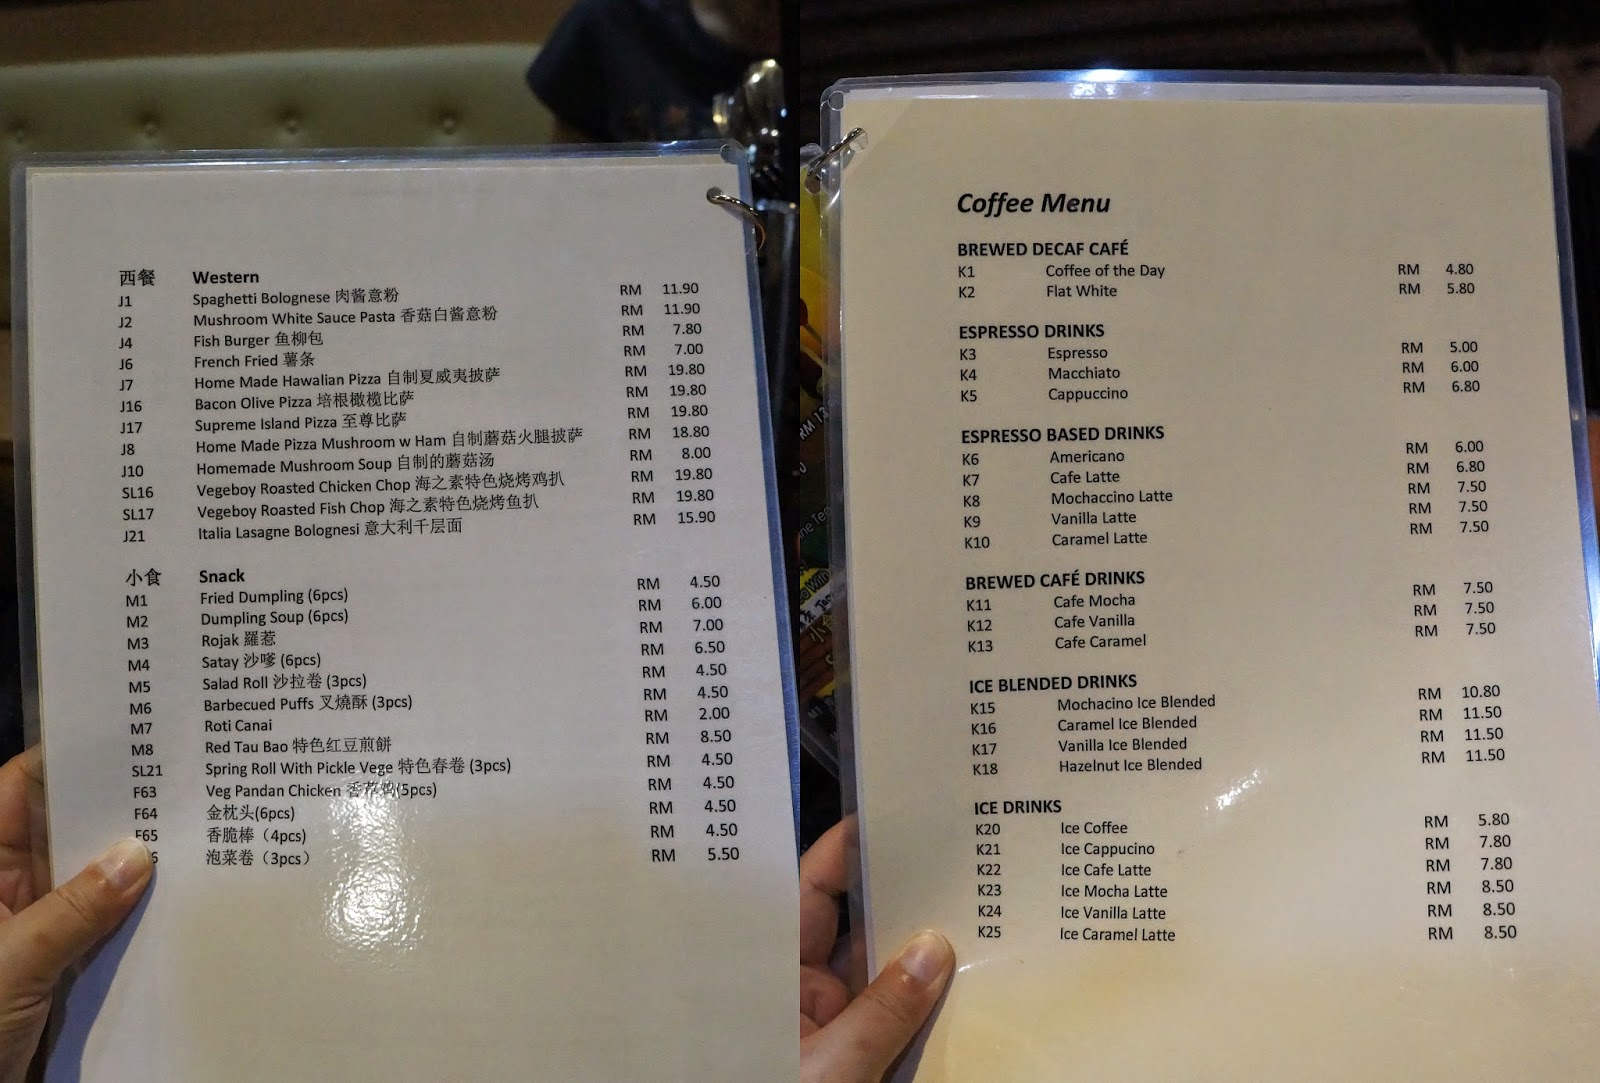 西餐 Western
J1 Spaghetti Bolognese 肉酱意粉 RM 11.90
J2 Mushroom White Sauce Pasta 香菇白酱意粉 RM 11.90
J4 Fish Burger 鱼柳包 RM 7.80
J6 French Fried 薯条 RM 7.00
J7 Home Made Hawalian Pizza 自制夏威夷披萨 RM 19.80
J16 Bacon Olive Pizza 培根橄榄比萨 RM 19.80
J17 Supreme Island Pizza 至尊比萨 RM 19.80
J8 Home Made Pizza Mushroom w Ham 自制蘑菇火腿披萨 RM 18.80
J10 Homemade Mushroom Soup 自制的蘑菇汤 RM 8.00
SL16 Vegeboy Roasted Chicken Chop 海之素特色烧烤鸡扒 RM 19.80
SL17 Vegeboy Roasted Fish Chop 海之素特色烧烤鱼扒 RM 19.80
J21 Italia Lasagne Bolognesi 意大利千层面 RM 15.90
小食 Snack
M1 Fried Dumpling (6pcs) RM 4.50
M2 Dumpling Soup (6pcs) RM 6.00
M3 Rojak 羅惹 RM 7.00
M4 Satay 沙嗲 (6pcs) RM 6.50
M5 Salad Roll 沙拉卷 (3pcs) RM 4.50
M6 Barbecued Puffs 叉燒酥 (3pcs) RM 4.50
M7 Roti Canai RM 2.00
M8 Red Tau Bao 特色红豆煎餅 RM 8.50
SL21 Spring Roll With Pickle Vege 特色春卷 (3pcs) RM 4.50
F63 Veg Pandan Chicken (5pcs) RM 4.50
F64 金枕头(6pcs) RM 4.50
F65 香脆棒（4pcs) RM 4.50
泡菜卷（3pcs） RM 5.50
Coffee Menu
BREWED DECAF CAFÉ
K1 Coffee of the Day RM 4.80
K2 Flat White RM 5.80
ESPRESSO DRINKS
K3 Espresso RM 5.00
K4 Macchiato RM 6.00
K5 Cappuccino RM 6.80
ESPRESSO BASED DRINKS
K6 Americano RM 6.00
K7 Cafe Latte RM 6.80
K8 Mochaccino Latte RM 7.50
K9 Vanilla Latte RM 7.50
K10 Caramel Latte RM 7.50
BREWED CAFÉ DRINKS
K11 Cafe Mocha RM 7.50
K12 Cafe Vanilla RM 7.50
K13 Cafe Caramel RM 7.50
ICE BLENDED DRINKS
K15 Mochacino Ice Blended RM 10.80
K16 Caramel Ice Blended RM 11.50
K17 Vanilla Ice Blended RM 11.50
K18 Hazelnut Ice Blended RM 11.50
ICE DRINKS
K20 Ice Coffee RM 5.80
K21 Ice Cappucino RM 7.80
K22 Ice Cafe Latte RM 7.80
K23 Ice Mocha Latte RM 8.50
K24 Ice Vanilla Latte RM 8.50
K25 Ice Caramel Latte RM 8.50